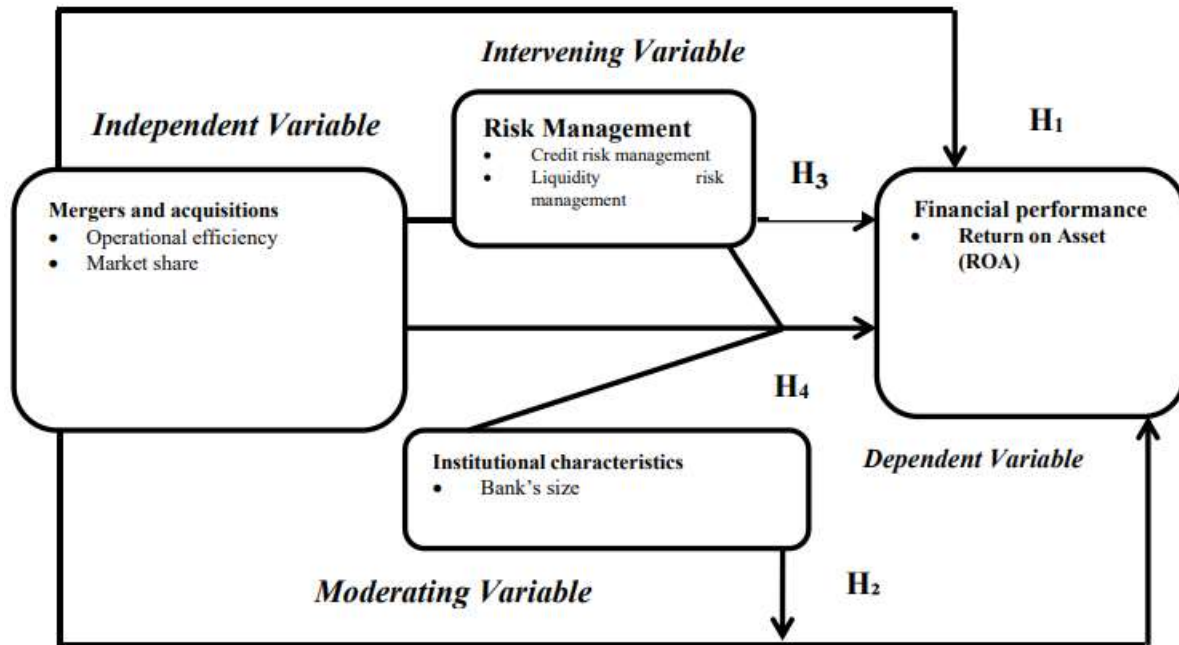 Intervening Variable
Independent Variable
Risk Management
• Credit risk management
• Liquidity risk
management
H₁
H₃
Mergers and acquisitions
• Operational efficiency
• Market share
Financial performance
• Return on Asset
(ROA)
H₄
Institutional characteristics
• Bank's size
Dependent Variable
Moderating Variable
H₂